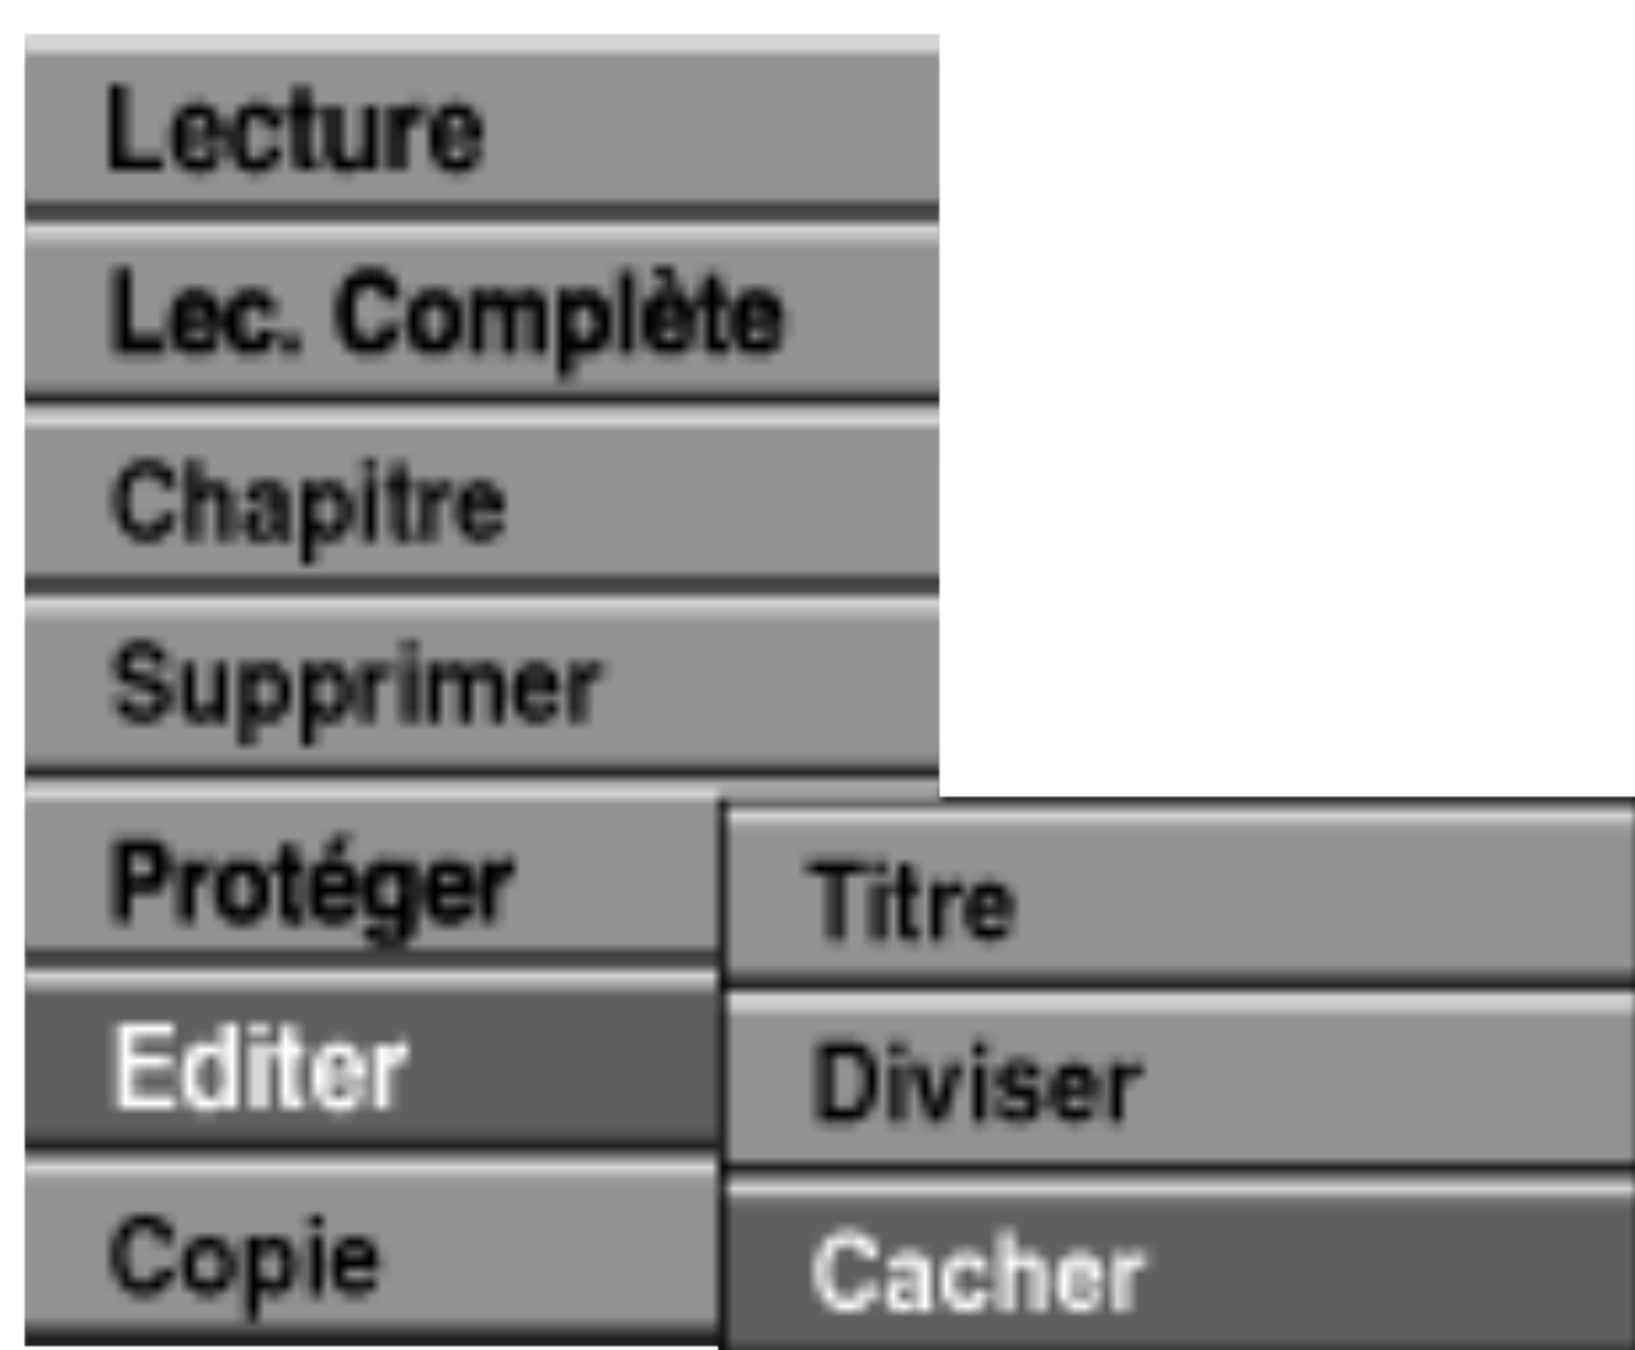 Lecture
Lec. Complète
Chapitre
Supprimer
Protéger
Editer
Copie
Titre
Diviser
Cacher